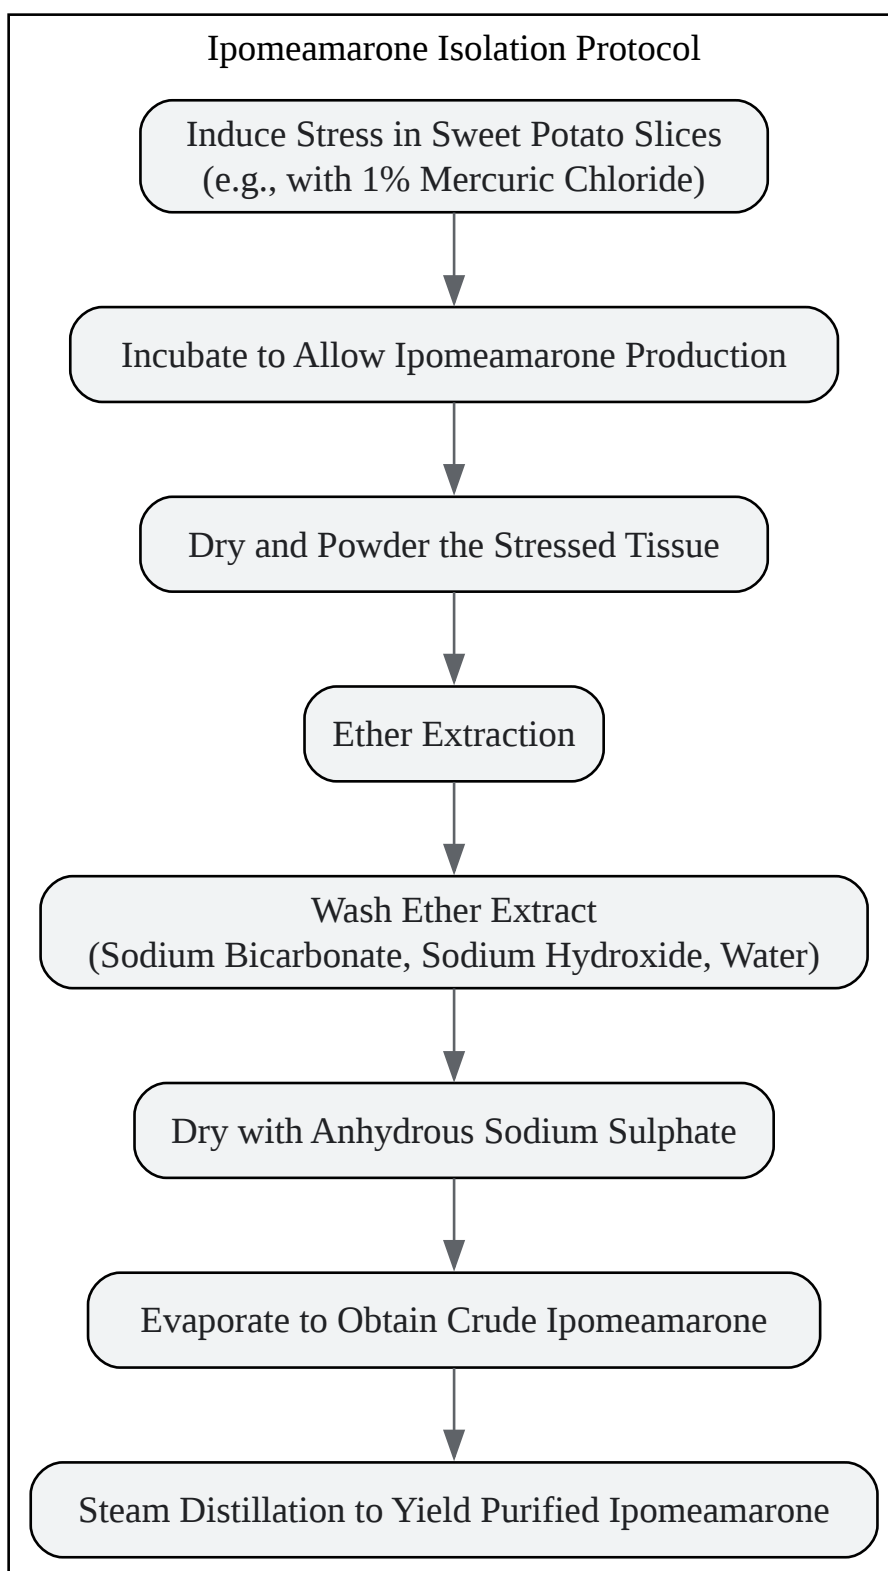 Ipomeamarone Isolation Protocol
Induce Stress in Sweet Potato Slices
(e.g., with 1% Mercuric Chloride)
Incubate to Allow Ipomeamarone Production
Dry and Powder the Stressed Tissue
Ether Extraction
Wash Ether Extract
(Sodium Bicarbonate, Sodium Hydroxide, Water)
Dry with Anhydrous Sodium Sulphate
Evaporate to Obtain Crude Ipomeamarone
Steam Distillation to Yield Purified Ipomeamarone